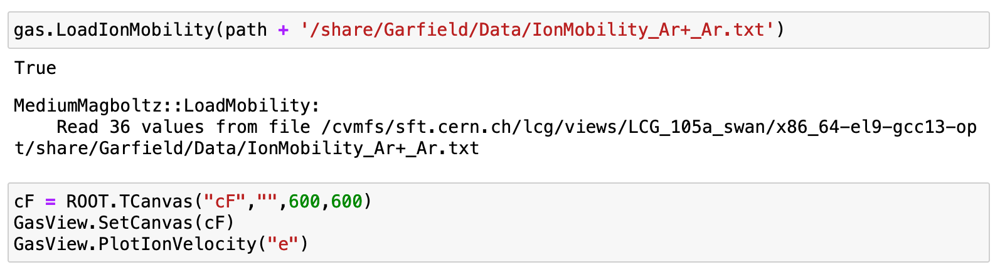 gas.LoadIonMobility(path + '/share/Garfield/Data/IonMobility_Ar+_Ar.txt')
True
MediumMagboltz::LoadMobility:
    Read 36 values from file /cvmfs/sft.cern.ch/lcg/views/LCG_105a_swan/x86_64-el9-gcc13-op
t/share/Garfield/Data/IonMobility_Ar+_Ar.txt
cF = ROOT.TCanvas("cF","",600,600)
GasView.SetCanvas(cF)
GasView.PlotIonVelocity("e")